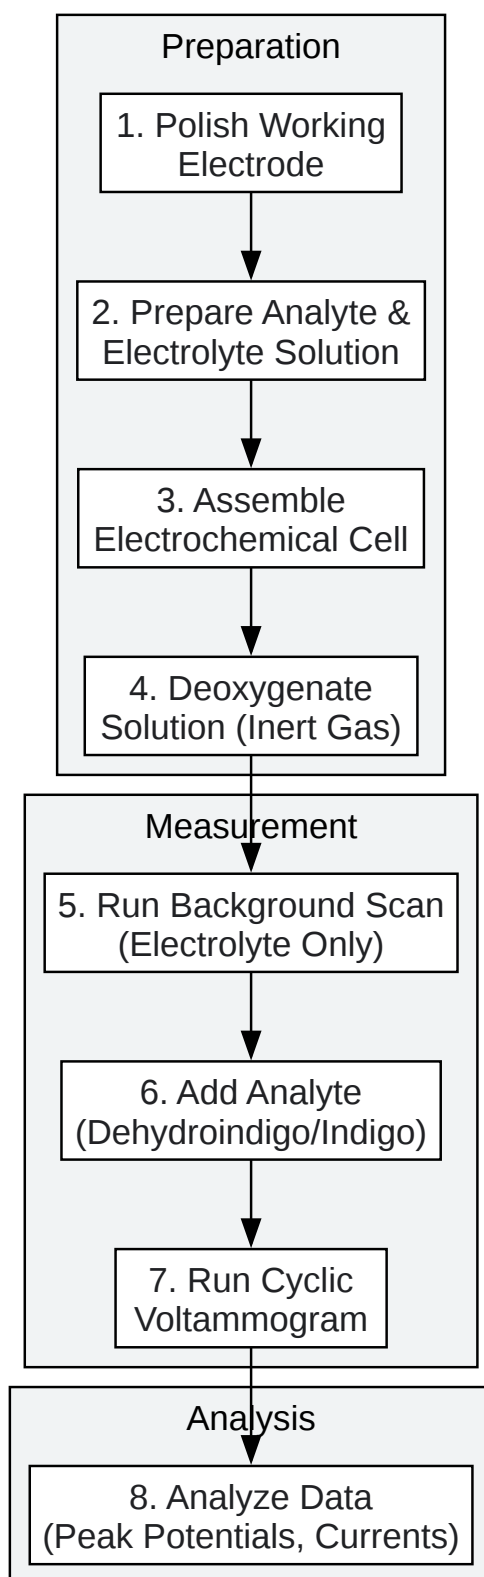 Preparation
1. Polish Working
Electrode
2. Prepare Analyte &
Electrolyte Solution
3. Assemble
Electrochemical Cell
4. Deoxygenate
Solution (Inert Gas)
Measurement
5. Run Background Scan
(Electrolyte Only)
6. Add Analyte
(Dehydroindigo/Indigo)
7. Run Cyclic
Voltammogram
Analysis
8. Analyze Data
(Peak Potentials, Currents)